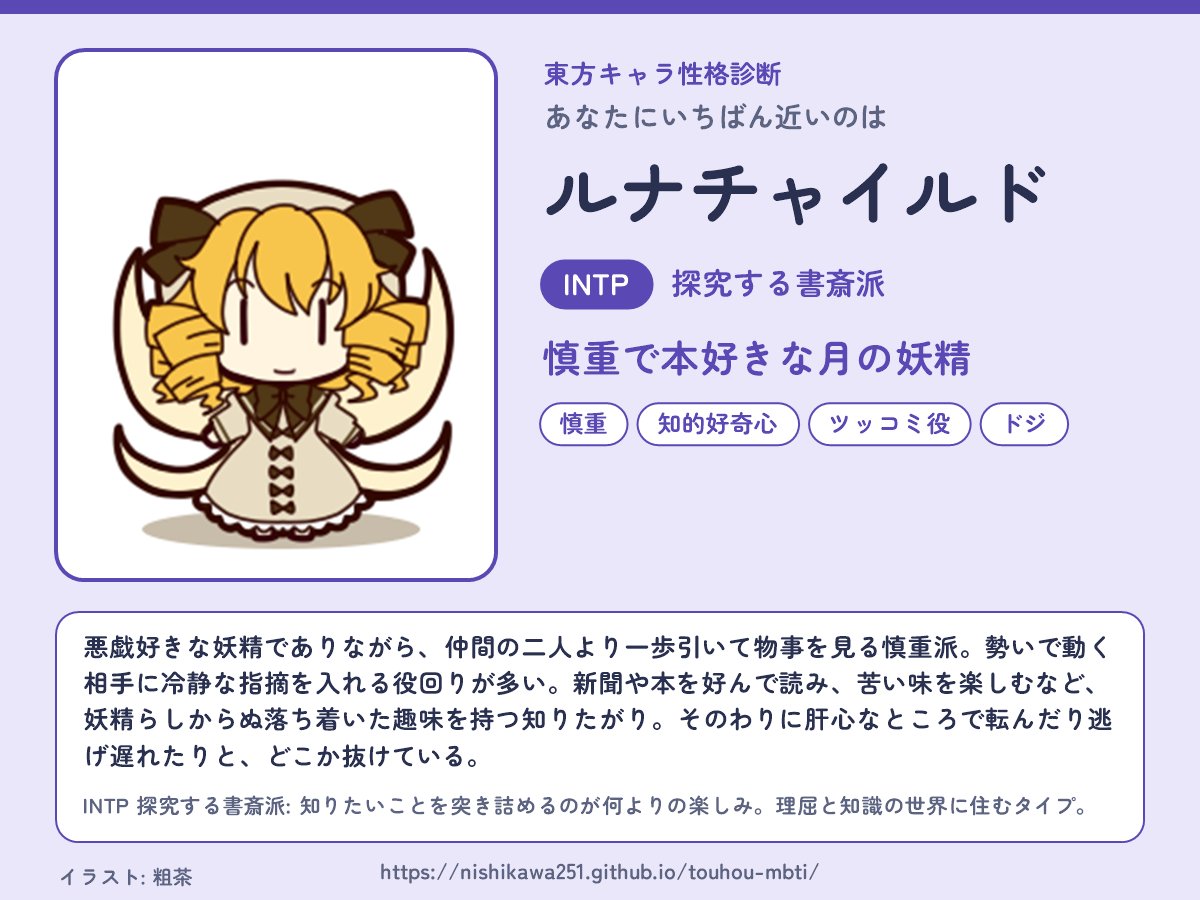 東方キャラ性格診断
あなたにいちばん近いのは
ルナチャイルド
INTP 探究する書斎派
慎重で本好きな月の妖精
慎重 知的好奇心 ツッコミ役 ドジ
悪戯好きな妖精でありながら、仲間の二人より一歩引いて物事を見る慎重派。勢いで動く
相手に冷静な指摘を入れる役回りが多い。新聞や本を好んで読み、苦い味を楽しむなど、
妖精らしからぬ落ち着いた趣味を持つ知りたがり。そのわりに肝心なところで転んだり逃
げ遅れたりと、どこか抜けている。
INTP 探究する書斎派: 知りたいことを突き詰めるのが何よりの楽しみ。理屈と知識の世界に住むタイプ。
イラスト: 粗茶
https://nishikawa251.github.io/touhou-mbti/